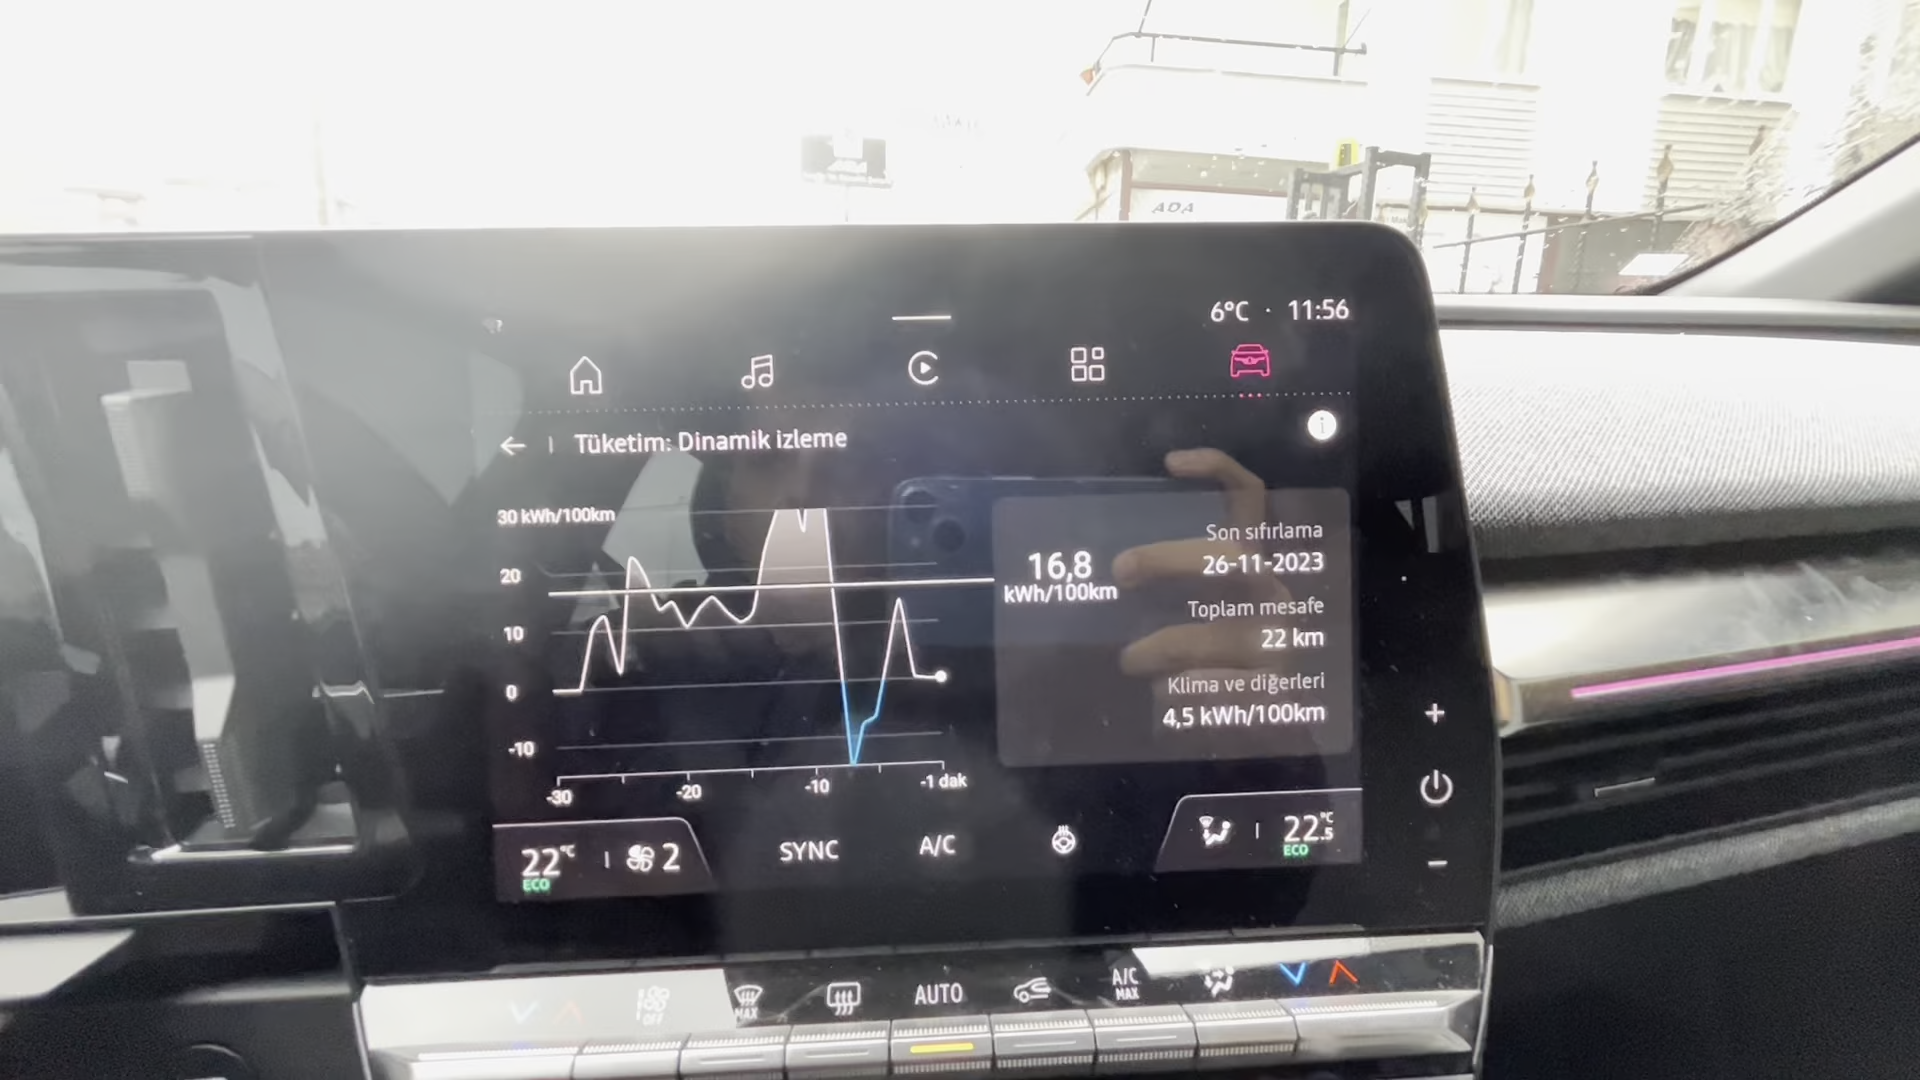 ADA
6°C · 11:56
Tüketim: Dinamik izleme
30 kWh/100km
20
10
0
-10
-30
-20
-10
-1 dak
16,8
kWh/100km
Son sıfırlama
26-11-2023
Toplam mesafe
22 km
Klima ve diğerleri
4,5 kWh/100km
22°C
ECO
2
SYNC
A/C
22.5°C
ECO
OFF
MAX
AUTO
A/C
MAX